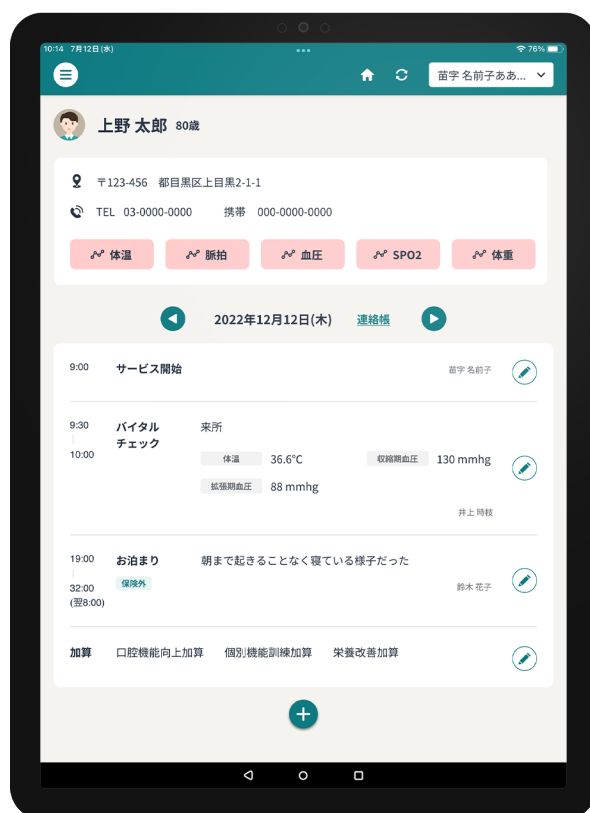 10:14 7月12日(水) 76%
苗字 名前子ああ...
上野 太郎 80歳
〒123-456 都目黒区上目黒2-1-1
TEL 03-0000-0000 携帯 000-0000-0000
体温 脈拍 血圧 SPO2 体重
2022年12月12日(木) 連絡帳
9:00 サービス開始 苗字 名前子
9:30 バイタル 来所
チェック
10:00 体温 36.6℃ 収縮期血圧 130 mmhg
拡張期血圧 88 mmhg
井上 時枝
19:00 お泊まり 朝まで起きることなく寝ている様子だった
32:00 保険外 鈴木 花子
(翌8:00)
加算 口腔機能向上加算 個別機能訓練加算 栄養改善加算